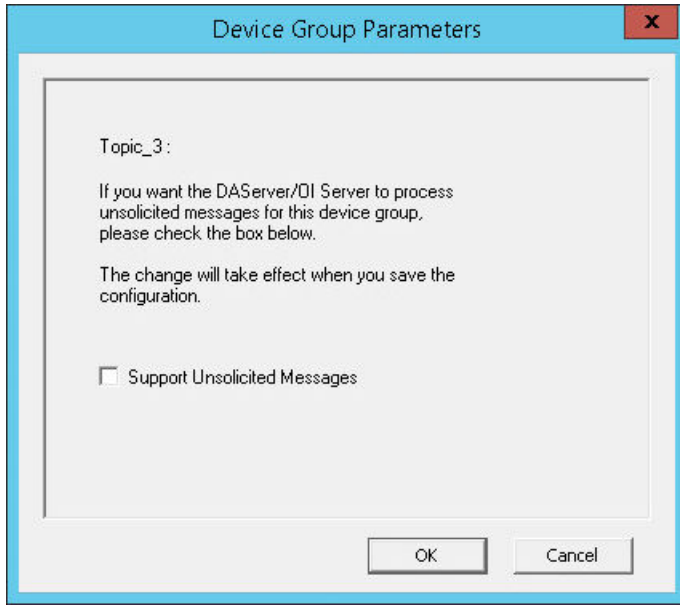 Device Group Parameters
x
Topic_3 :
If you want the DAServer/OI Server to process
unsolicited messages for this device group,
please check the box below.
The change will take effect when you save the
configuration.
Support Unsolicited Messages
OK
Cancel